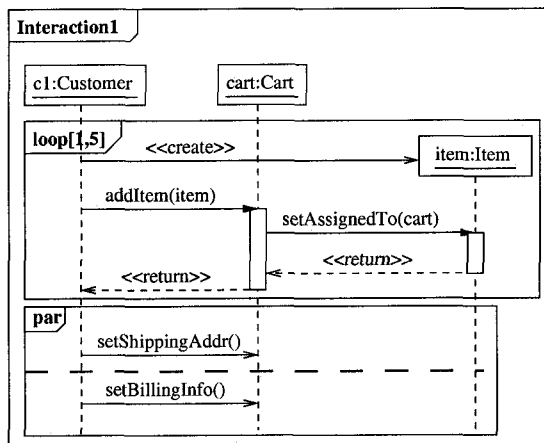 Interaction1
c1:Customer
cart:Cart
loop[1,5]
<<create>>
item:Item
addItem(item)
setAssignedTo(cart)
<<return>>
<<return>>
par
setShippingAddr()
setBillingInfo()